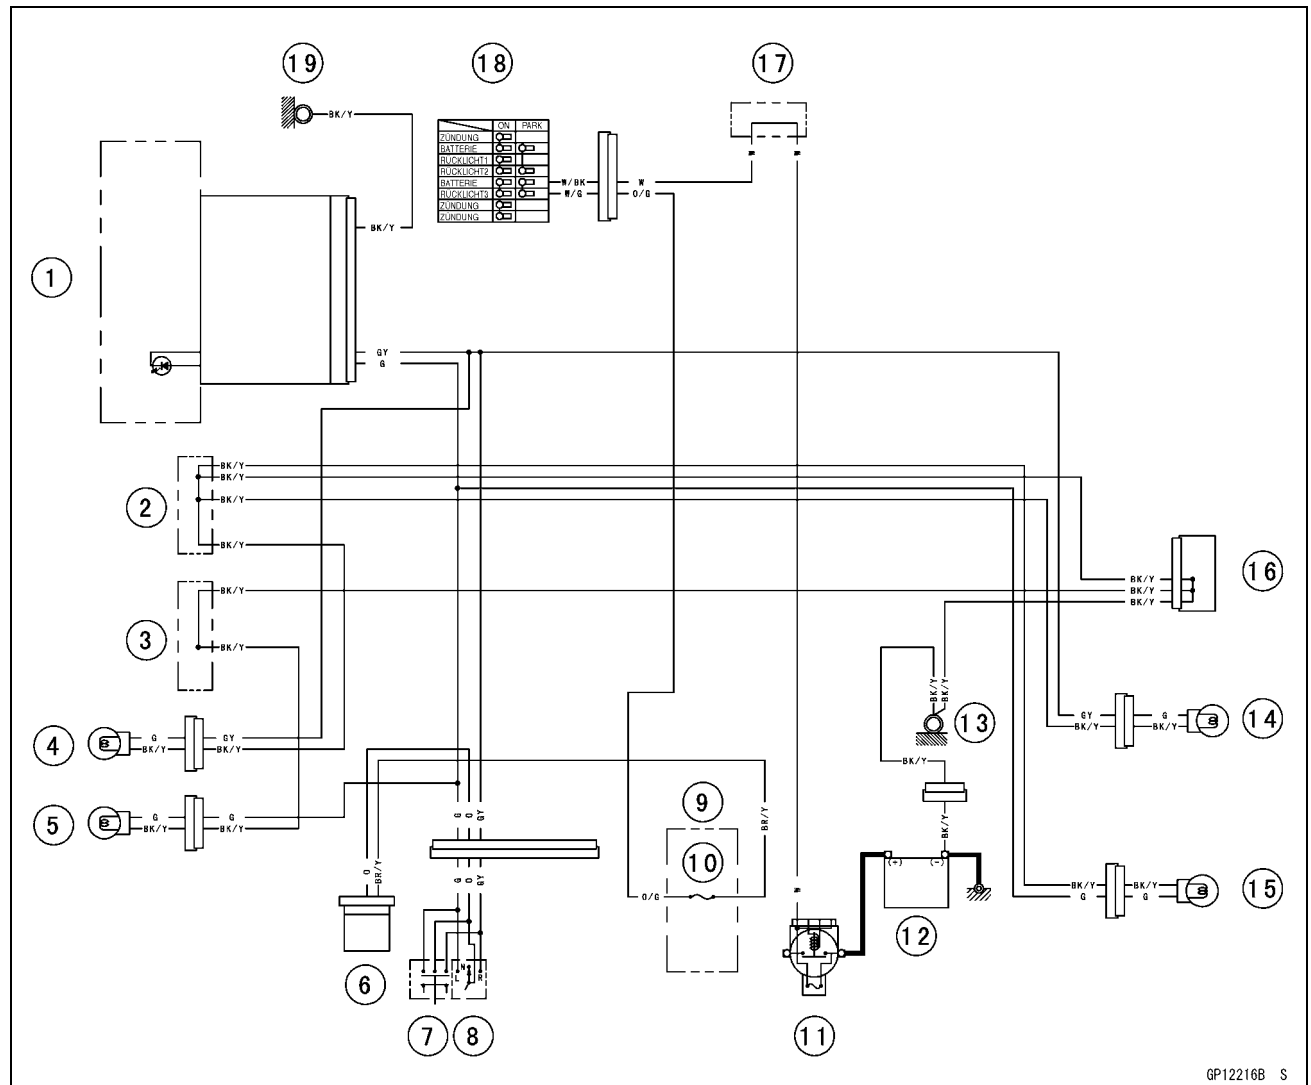 19
18
17
BK/Y
ON PARK
ZÜNDUNG
BATTERIE
RÜCKLICHT1
RÜCKLICHT2
BATTERIE
RÜCKLICHT3
ZÜNDUNG
ZÜNDUNG
W/BK
W/G
W
O/G
W
W
BK/Y
1
GY
G
BK/Y
BK/Y
2
BK/Y
BK/Y
16
BK/Y
BK/Y
BK/Y
BK/Y
3
BK/Y
BK/Y
BK/Y
13
14
GY
G
BK/Y
BK/Y
4
G
GY
BK/Y
BK/Y
BK/Y
9
5
G
G
BK/Y
BK/Y
G
O
GY
BR/Y
BK/Y
10
O
BR/Y
G
O
GY
(+)
(-)
BK/Y
BK/Y
G
G
15
O/G
W
12
6
N
L
R
7
8
11
GP12216B S